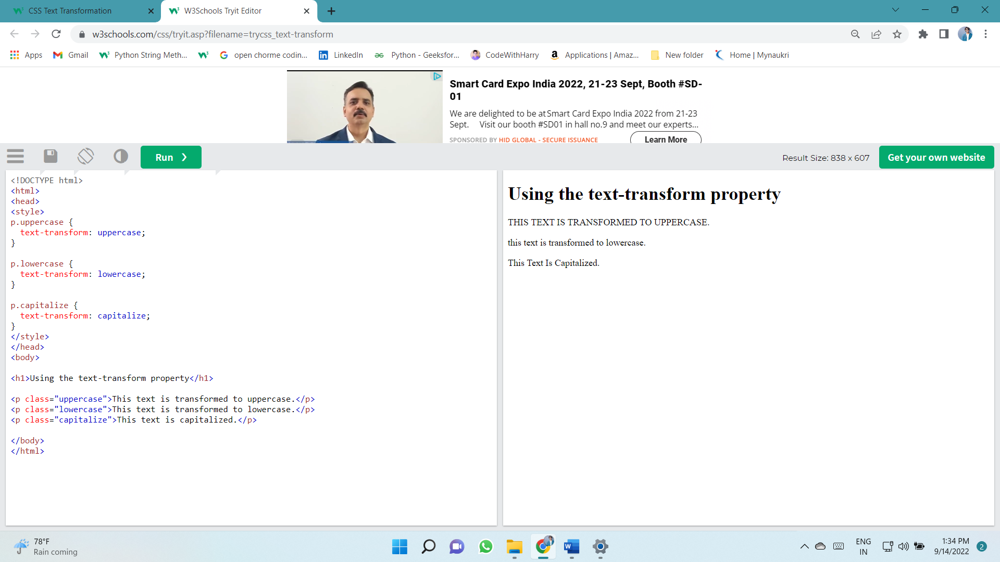 CSS Text Transformation
W3Schools Tryit Editor
w3schools.com/css/tryit.asp?filename=trycss_text-transform
Apps
Gmail
Python String Meth...
open chorme codin...
LinkedIn
Python - Geeksfor...
CodeWithHarry
Applications | Amaz...
New folder
Home | Mynaukri
Smart Card Expo India 2022, 21-23 Sept, Booth #SD-
01
We are delighted to be at Smart Card Expo India 2022 from 21-23
Sept. Visit our booth #SD01 in hall no.9 and meet our experts...
SPONSORED BY HID GLOBAL - SECURE ISSUANCE
Learn More
Run ❯
Result Size: 838 x 607
Get your own website
<!DOCTYPE html>
<html>
<head>
<style>
p.uppercase {
  text-transform: uppercase;
}

p.lowercase {
  text-transform: lowercase;
}

p.capitalize {
  text-transform: capitalize;
}
</style>
</head>
<body>

<h1>Using the text-transform property</h1>

<p class="uppercase">This text is transformed to uppercase.</p>
<p class="lowercase">This text is transformed to lowercase.</p>
<p class="capitalize">This text is capitalized.</p>

</body>
</html>
Using the text-transform property
THIS TEXT IS TRANSFORMED TO UPPERCASE.
this text is transformed to lowercase.
This Text Is Capitalized.
78°F
Rain coming
ENG
IN
1:34 PM
9/14/2022
2